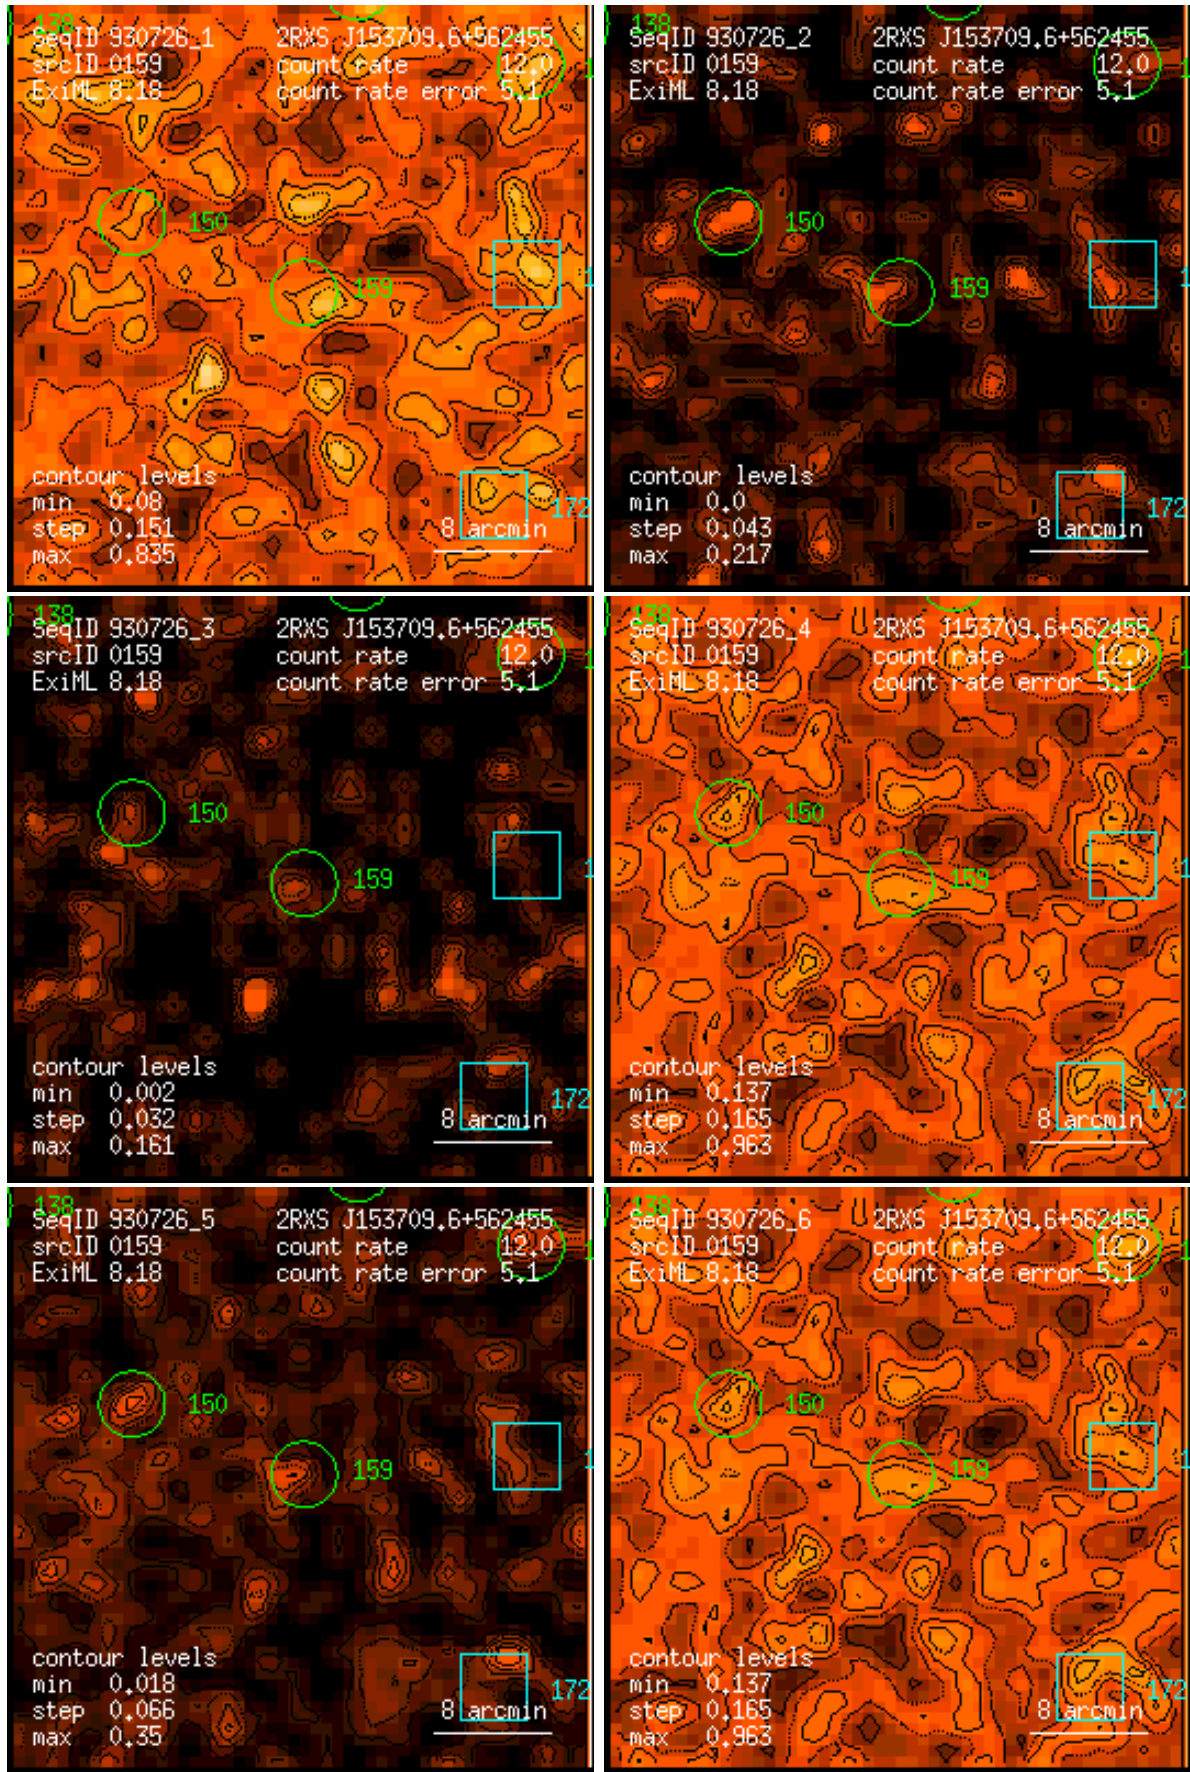 138
SeqID 930726_1 2RXS J153709.6+562455
srcID 0159 count rate 12.0
ExiML 8.18 count rate error 5.1
150
159
contour levels
min 0.08
step 0.151
max 0.835
172
8 arcmin
138
SeqID 930726_2 2RXS J153709.6+562455
srcID 0159 count rate 12.0
ExiML 8.18 count rate error 5.1
150
159
contour levels
min 0.0
step 0.043
max 0.217
172
8 arcmin
138
SeqID 930726_3 2RXS J153709.6+562455
srcID 0159 count rate 12.0
ExiML 8.18 count rate error 5.1
150
159
contour levels
min 0.002
step 0.032
max 0.161
172
8 arcmin
138
SeqID 930726_4 2RXS J153709.6+562455
srcID 0159 count rate 12.0
ExiML 8.18 count rate error 5.1
150
159
contour levels
min 0.137
step 0.165
max 0.963
172
8 arcmin
138
SeqID 930726_5 2RXS J153709.6+562455
srcID 0159 count rate 12.0
ExiML 8.18 count rate error 5.1
150
159
contour levels
min 0.018
step 0.066
max 0.35
172
8 arcmin
138
SeqID 930726_6 2RXS J153709.6+562455
srcID 0159 count rate 12.0
ExiML 8.18 count rate error 5.1
150
159
contour levels
min 0.137
step 0.165
max 0.963
172
8 arcmin